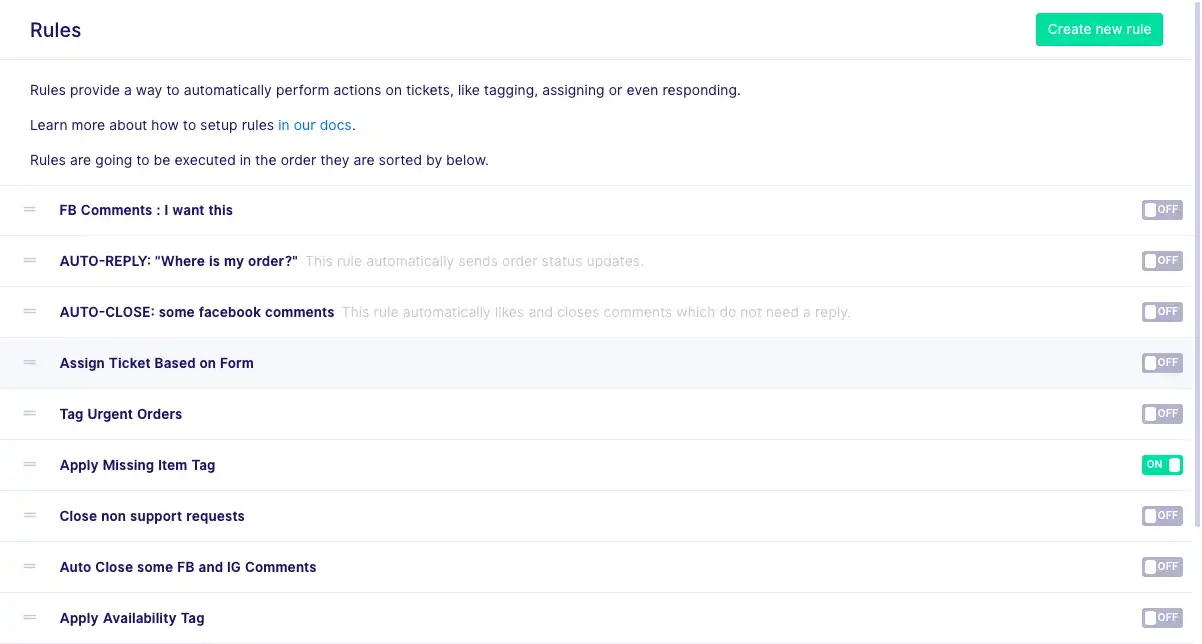 Rules
Create new rule
Rules provide a way to automatically perform actions on tickets, like tagging, assigning or even responding.
Learn more about how to setup rules in our docs.
Rules are going to be executed in the order they are sorted by below.
FB Comments : I want this OFF
AUTO-REPLY: "Where is my order?" This rule automatically sends order status updates. OFF
AUTO-CLOSE: some facebook comments This rule automatically likes and closes comments which do not need a reply. OFF
Assign Ticket Based on Form OFF
Tag Urgent Orders OFF
Apply Missing Item Tag ON
Close non support requests OFF
Auto Close some FB and IG Comments OFF
Apply Availability Tag OFF